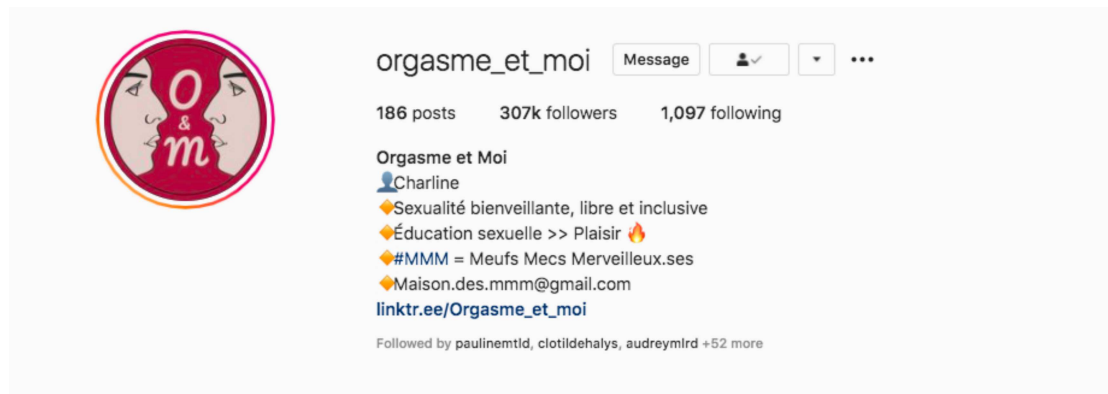 O
&
m
orgasme_et_moi Message
186 posts 307k followers 1,097 following
Orgasme et Moi
👤Charline
🔶Sexualité bienveillante, libre et inclusive
🔶Éducation sexuelle >> Plaisir 🔥
🔶#MMM = Meufs Mecs Merveilleux.ses
🔶Maison.des.mmm@gmail.com
linktr.ee/Orgasme_et_moi
Followed by paulinemtld, clotildehalys, audreymlrd +52 more